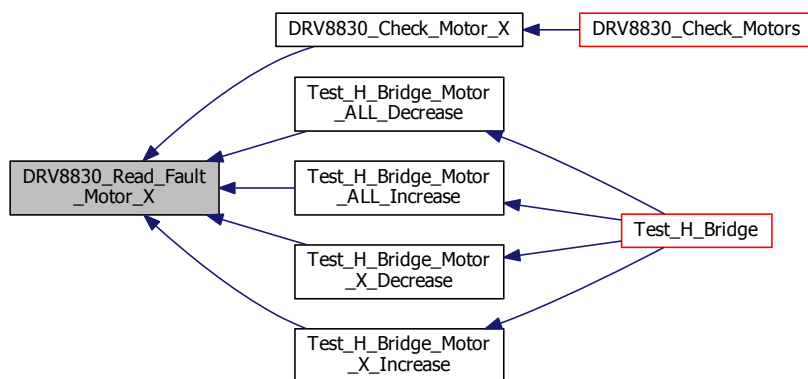 DRV8830_Check_Motor_X
DRV8830_Check_Motors
Test_H_Bridge_Motor
_ALL_Decrease
DRV8830_Read_Fault
_Motor_X
Test_H_Bridge_Motor
_ALL_Increase
Test_H_Bridge
Test_H_Bridge_Motor
_X_Decrease
Test_H_Bridge_Motor
_X_Increase